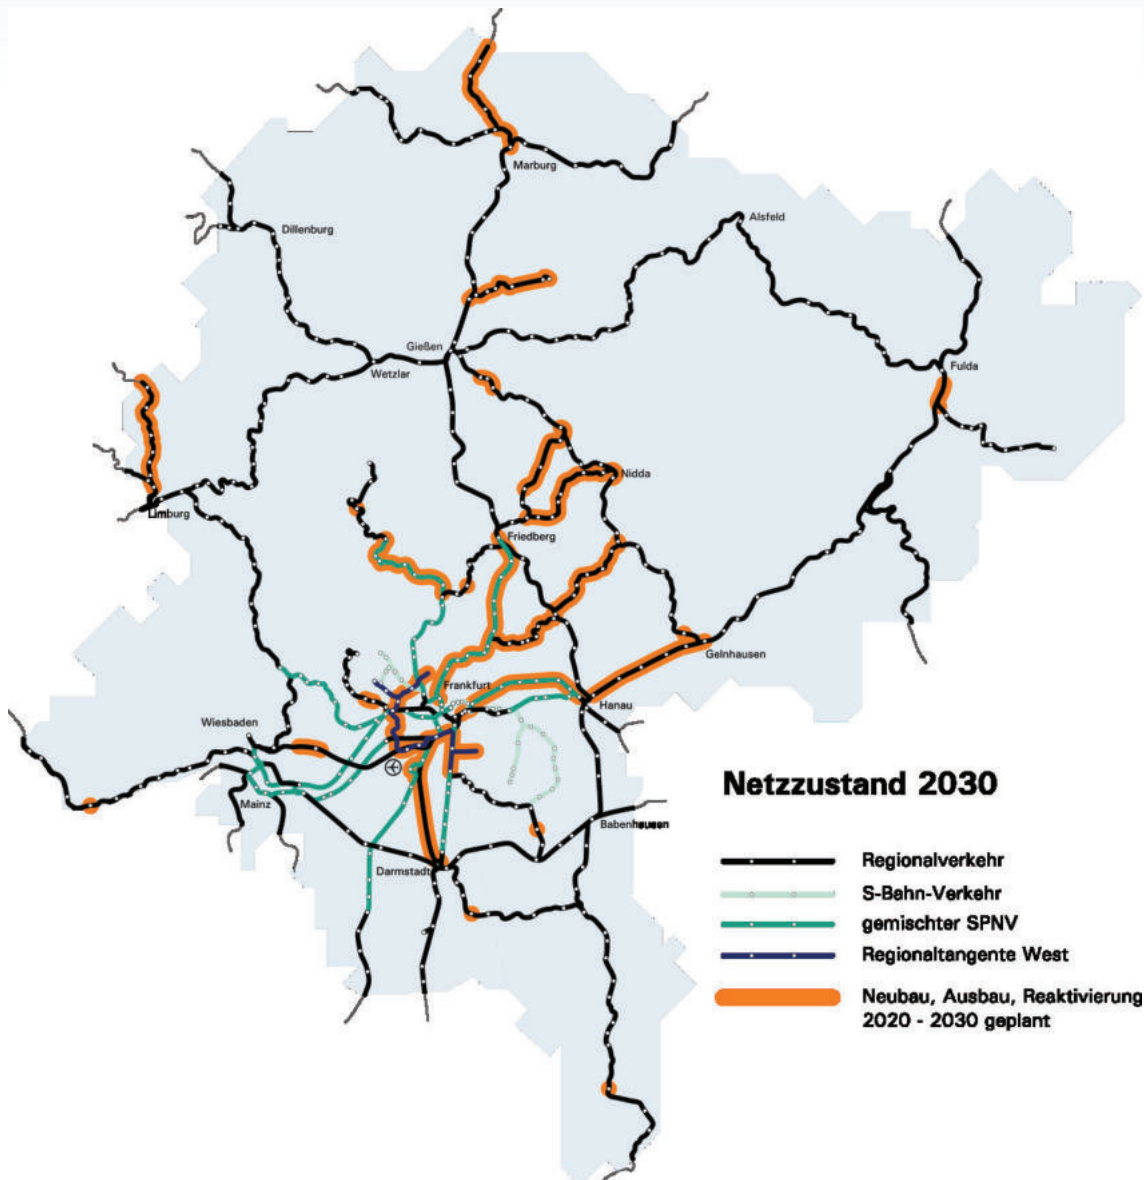 Marburg
Alsfeld
Dillenburg
Gießen
Wetzlar
Fulda
Limburg
Nidda
Friedberg
Gelnhausen
Frankfurt
Hanau
Wiesbaden
Mainz
Babenhausen
Darmstadt
Netzzustand 2030
Regionalverkehr
S-Bahn-Verkehr
gemischter SPNV
Regionaltangente West
Neubau, Ausbau, Reaktivierung
2020 - 2030 geplant